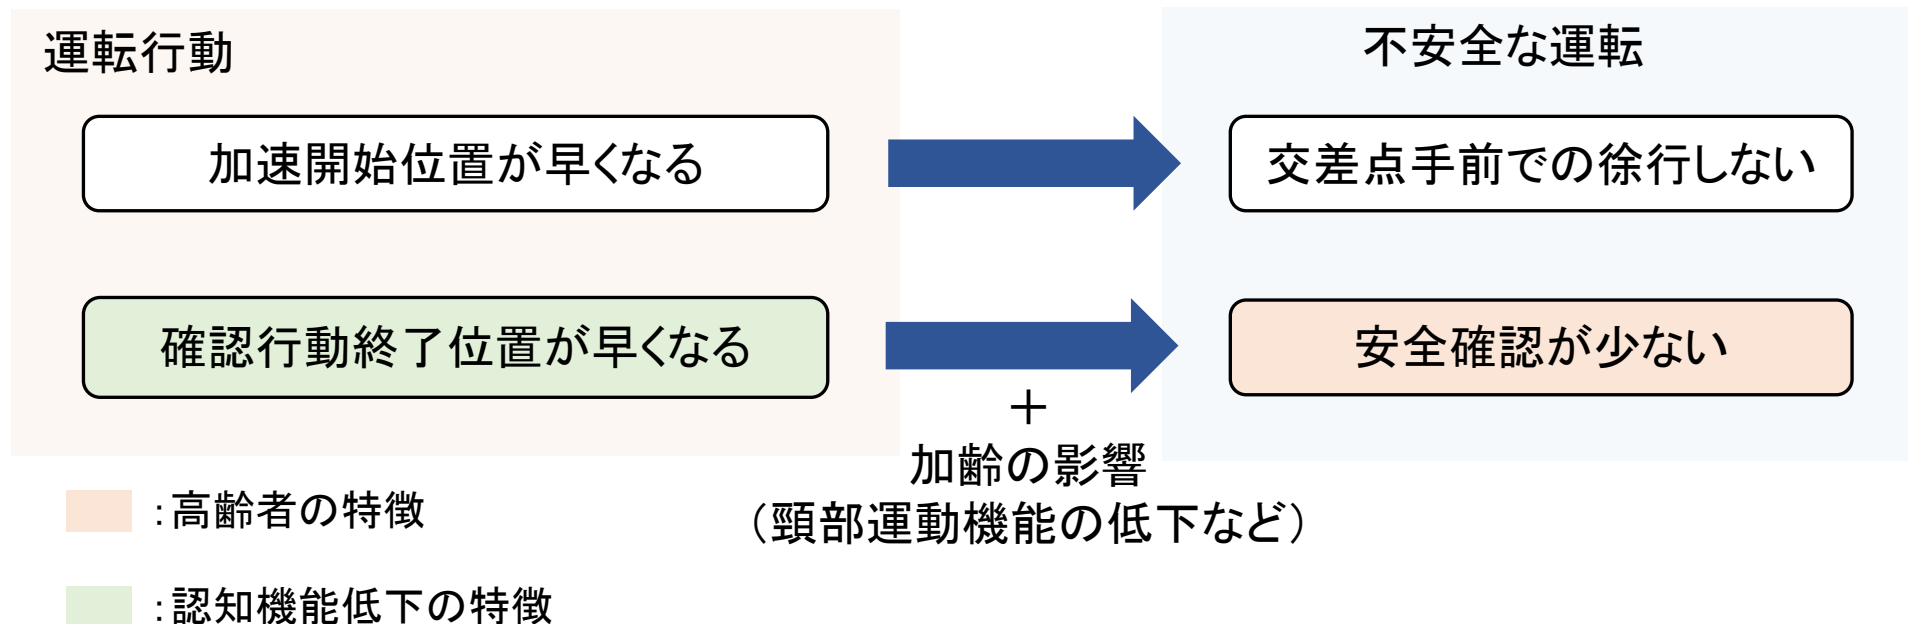 運転行動
不安全な運転
加速開始位置が早くなる
交差点手前での徐行しない
確認行動終了位置が早くなる
安全確認が少ない
＋
加齢の影響
（頸部運動機能の低下など）
：高齢者の特徴
：認知機能低下の特徴